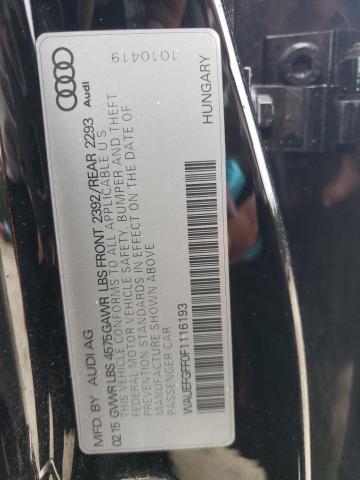 MFD. BY AUDI AG
Audi
02 15 GVWR LBS 4575GAWR LBS FRONT 2392/REAR 2293
THIS VEHICLE CONFORMS TO ALL APPLICABLE U.S.
FEDERAL MOTOR VEHICLE SAFETY, BUMPER AND THEFT
PREVENTION STANDARDS IN EFFECT ON THE DATE OF
MANUFACTURE SHOWN ABOVE
PASSENGER CAR
WAUEFGFF0F1116193
HUNGARY
1010419